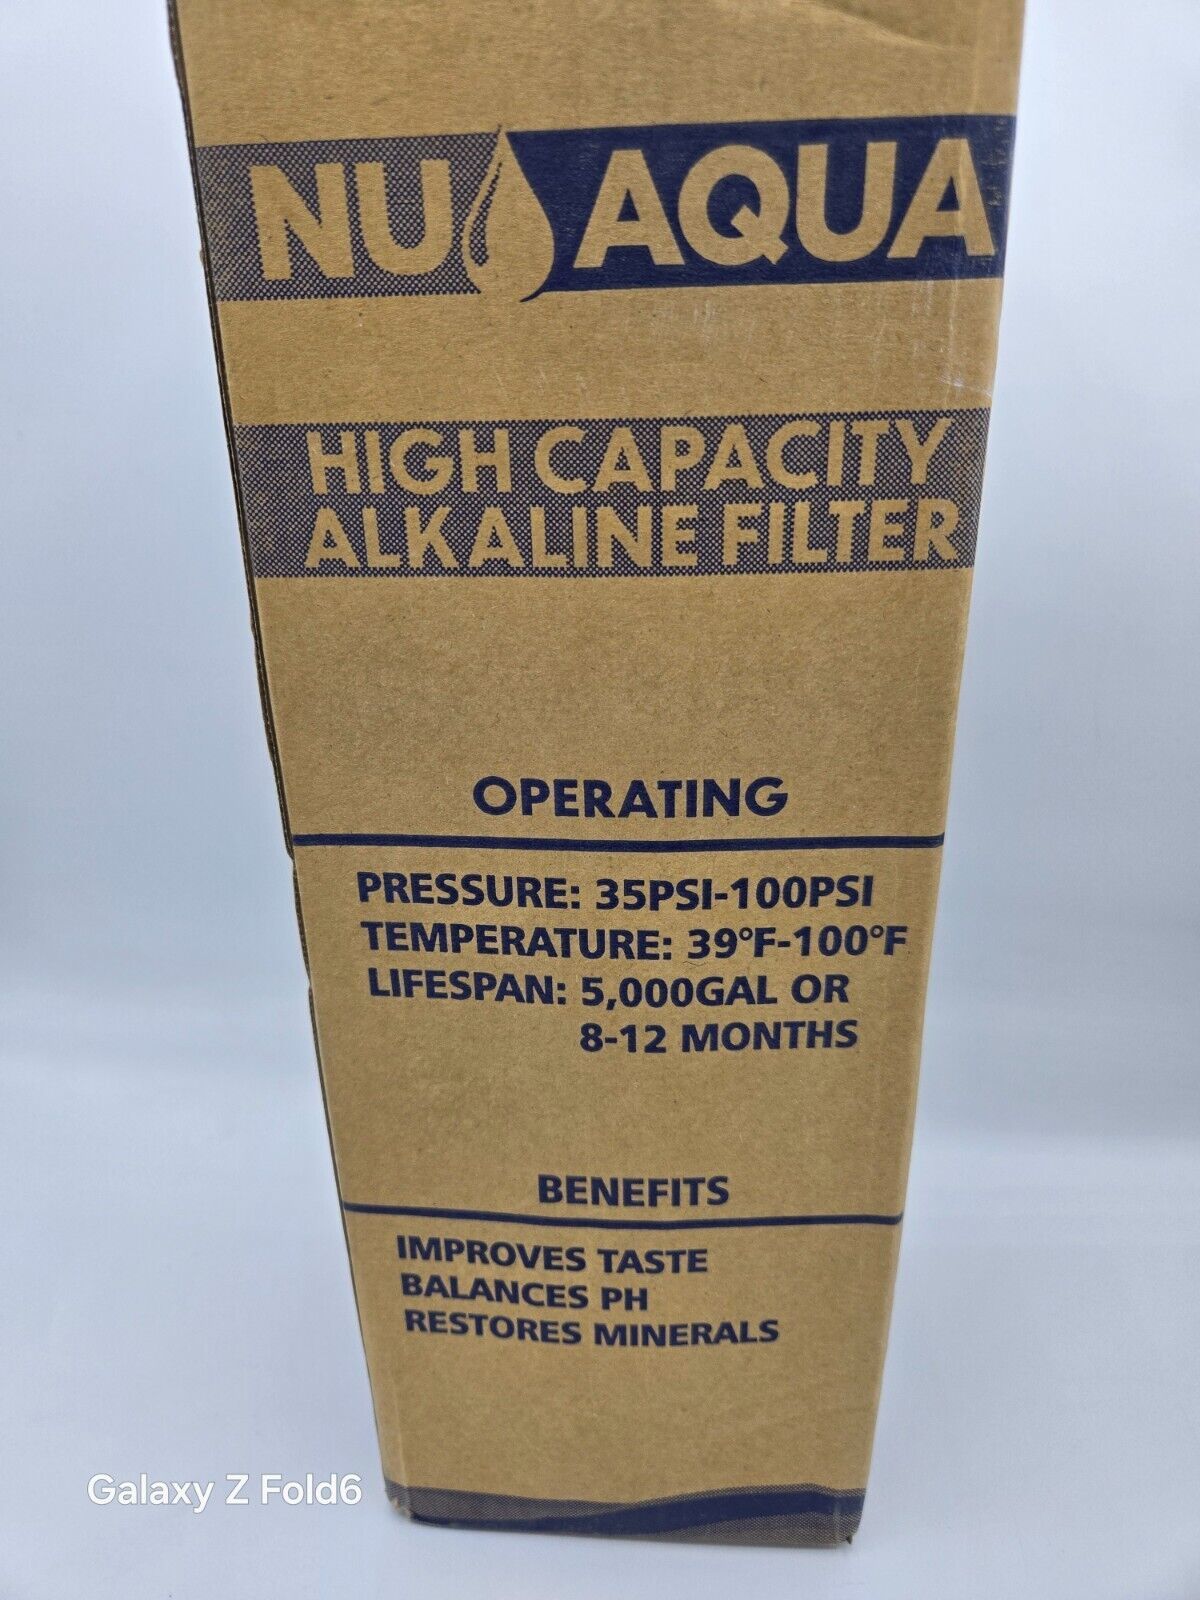 NU AQUA
HIGH CAPACITY
ALKALINE FILTER
OPERATING
PRESSURE: 35PSI-100PSI
TEMPERATURE: 39°F-100°F
LIFESPAN: 5,000GAL OR
8-12 MONTHS
BENEFITS
IMPROVES TASTE
BALANCES PH
RESTORES MINERALS
Galaxy Z Fold6